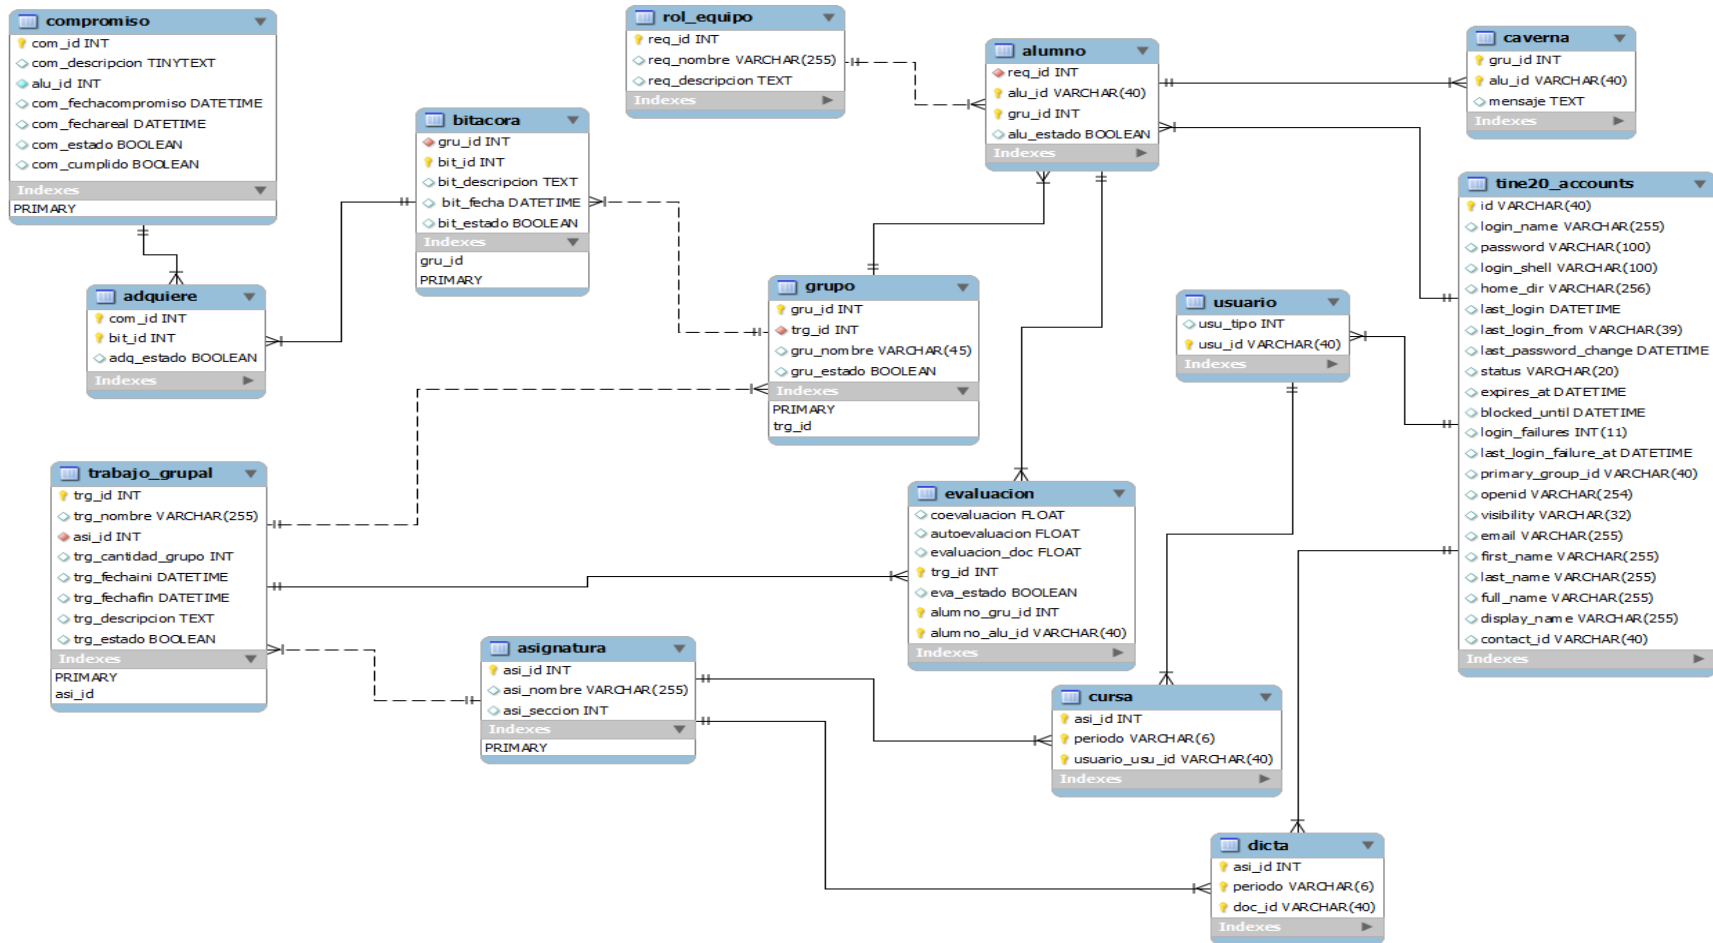 compromiso
com_id INT
com_descripcion TINYTEXT
alu_id INT
com_fechacompromiso DATETIME
com_fechareal DATETIME
com_estado BOOLEAN
com_cumplido BOOLEAN
Indexes
PRIMARY
rol_equipo
req_id INT
req_nombre VARCHAR(255)
req_descripcion TEXT
Indexes
alumno
req_id INT
alu_id VARCHAR(40)
gru_id INT
alu_estado BOOLEAN
Indexes
caverna
gru_id INT
alu_id VARCHAR(40)
mensaje TEXT
Indexes
bitacora
gru_id INT
bit_id INT
bit_descripcion TEXT
bit_fecha DATETIME
bit_estado BOOLEAN
Indexes
gru_id
PRIMARY
tine20_accounts
id VARCHAR(40)
login_name VARCHAR(255)
password VARCHAR(100)
login_shell VARCHAR(100)
home_dir VARCHAR(256)
last_login DATETIME
last_login_from VARCHAR(39)
last_password_change DATETIME
status VARCHAR(20)
expires_at DATETIME
blocked_until DATETIME
login_failures INT(11)
last_login_failure_at DATETIME
primary_group_id VARCHAR(40)
openid VARCHAR(254)
visibility VARCHAR(32)
email VARCHAR(255)
first_name VARCHAR(255)
last_name VARCHAR(255)
full_name VARCHAR(255)
display_name VARCHAR(255)
contact_id VARCHAR(40)
Indexes
adquiere
com_id INT
bit_id INT
adq_estado BOOLEAN
Indexes
grupo
gru_id INT
trg_id INT
gru_nombre VARCHAR(45)
gru_estado BOOLEAN
Indexes
PRIMARY
trg_id
usuario
usu_tipo INT
usu_id VARCHAR(40)
Indexes
trabajo_grupal
trg_id INT
trg_nombre VARCHAR(255)
asi_id INT
trg_cantidad_grupo INT
trg_fechaini DATETIME
trg_fechafin DATETIME
trg_descripcion TEXT
trg_estado BOOLEAN
Indexes
PRIMARY
asi_id
evaluacion
coevaluacion FLOAT
autoevaluacion FLOAT
evaluacion_doc FLOAT
trg_id INT
eva_estado BOOLEAN
alumno_gru_id INT
alumno_alu_id VARCHAR(40)
Indexes
asignatura
asi_id INT
asi_nombre VARCHAR(255)
asi_seccion INT
Indexes
PRIMARY
cursa
asi_id INT
periodo VARCHAR(6)
usuario_usu_id VARCHAR(40)
Indexes
dicta
asi_id INT
periodo VARCHAR(6)
doc_id VARCHAR(40)
Indexes